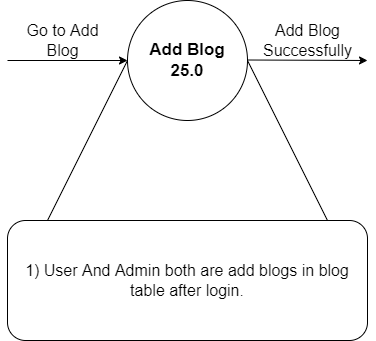 Go to Add
Blog
Add Blog
25.0
Add Blog
Successfully
1) User And Admin both are add blogs in blog
table after login.